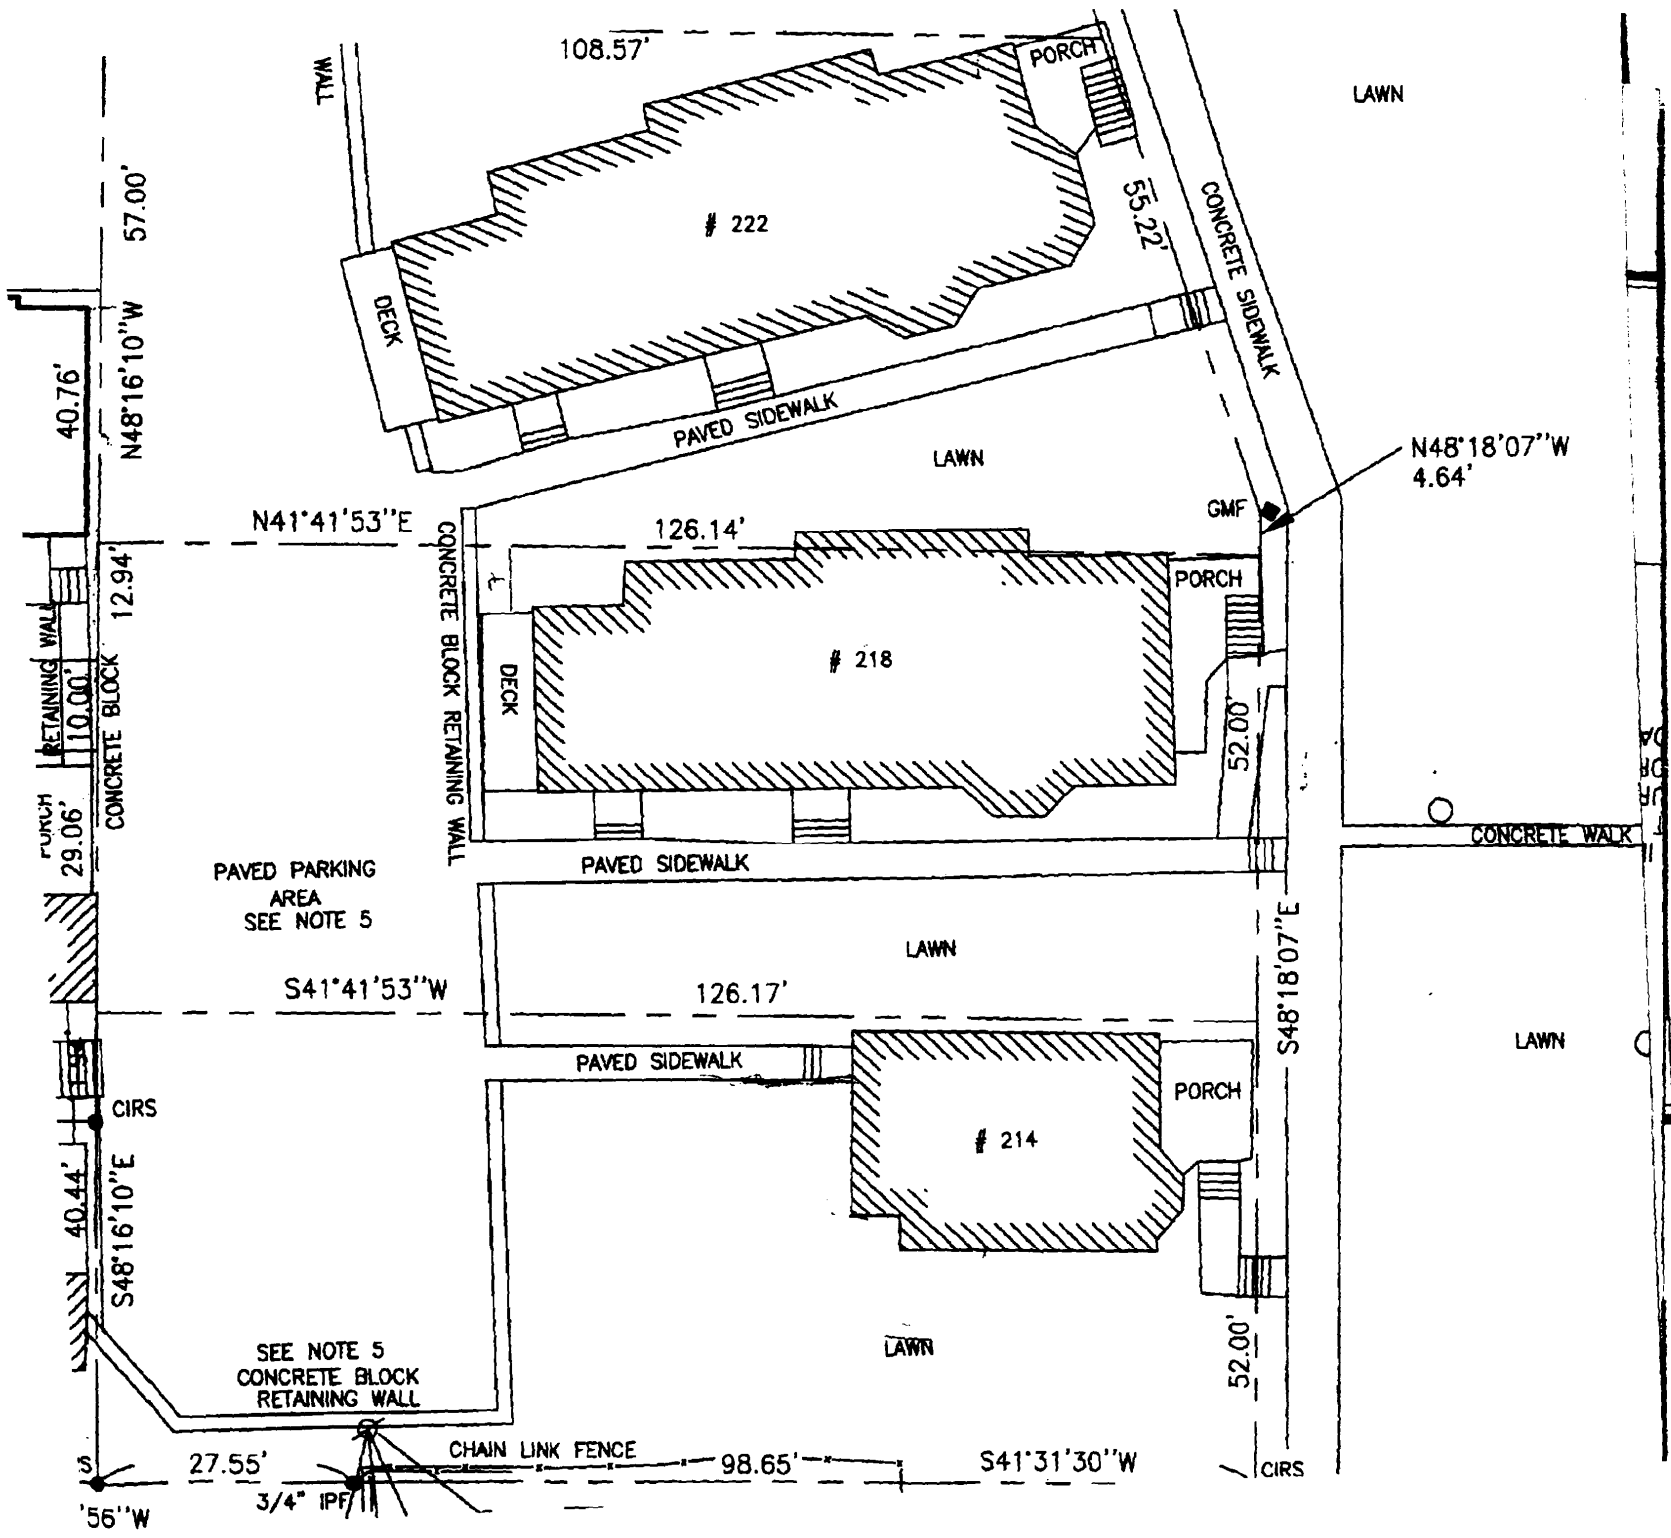 108.57'
PORCH
WALL
LAWN
57.00'
N48°16'10"W
# 222
55.22'
CONCRETE SIDEWALK
DECK
40.76'
PAVED SIDEWALK
LAWN
N48°18'07"W
4.64'
GMF
N41°41'53"E
126.14'
12.94'
CONCRETE BLOCK RETAINING WALL
PORCH
RETAINING WALL
10.00'
CONCRETE BLOCK
# 218
DECK
52.00'
PORCH
29.06'
CONCRETE WALK
PAVED PARKING
AREA
SEE NOTE 5
PAVED SIDEWALK
LAWN
S48°18'07"E
S41°41'53"W
126.17'
LAWN
PAVED SIDEWALK
PORCH
CIRS
# 214
40.44'
S48°16'10"E
SEE NOTE 5
CONCRETE BLOCK
RETAINING WALL
LAWN
52.00'
CHAIN LINK FENCE
27.55'
98.65'
S41°31'30"W
CIRS
3/4" IPF
'56"W